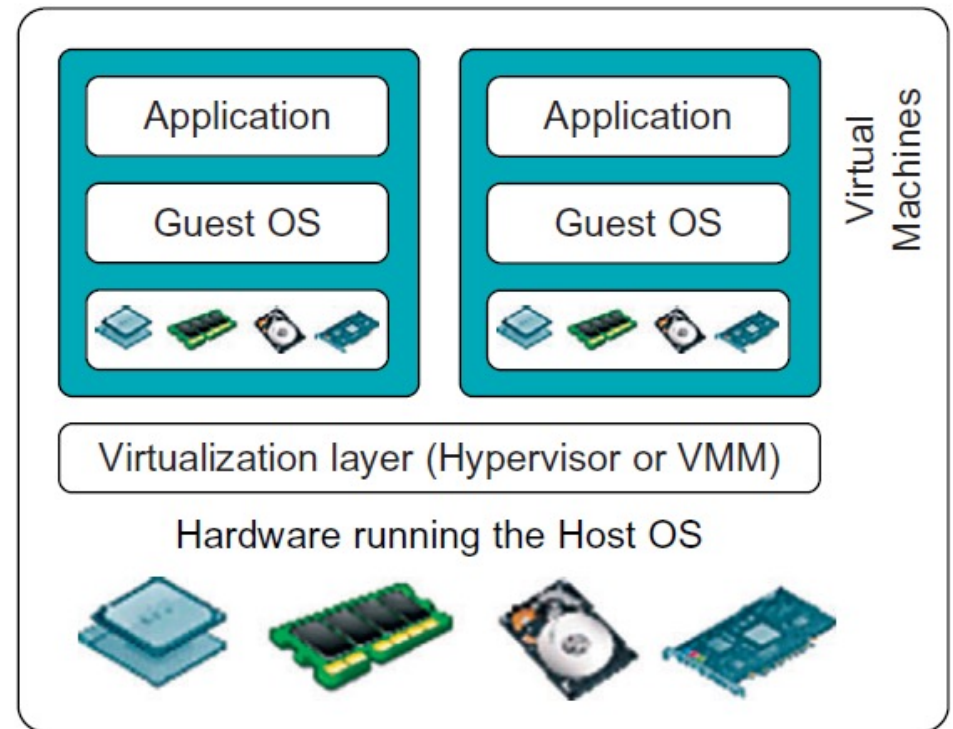 Application
Application
Guest OS
Guest OS
Virtual
Machines
Virtualization layer (Hypervisor or VMM)
Hardware running the Host OS